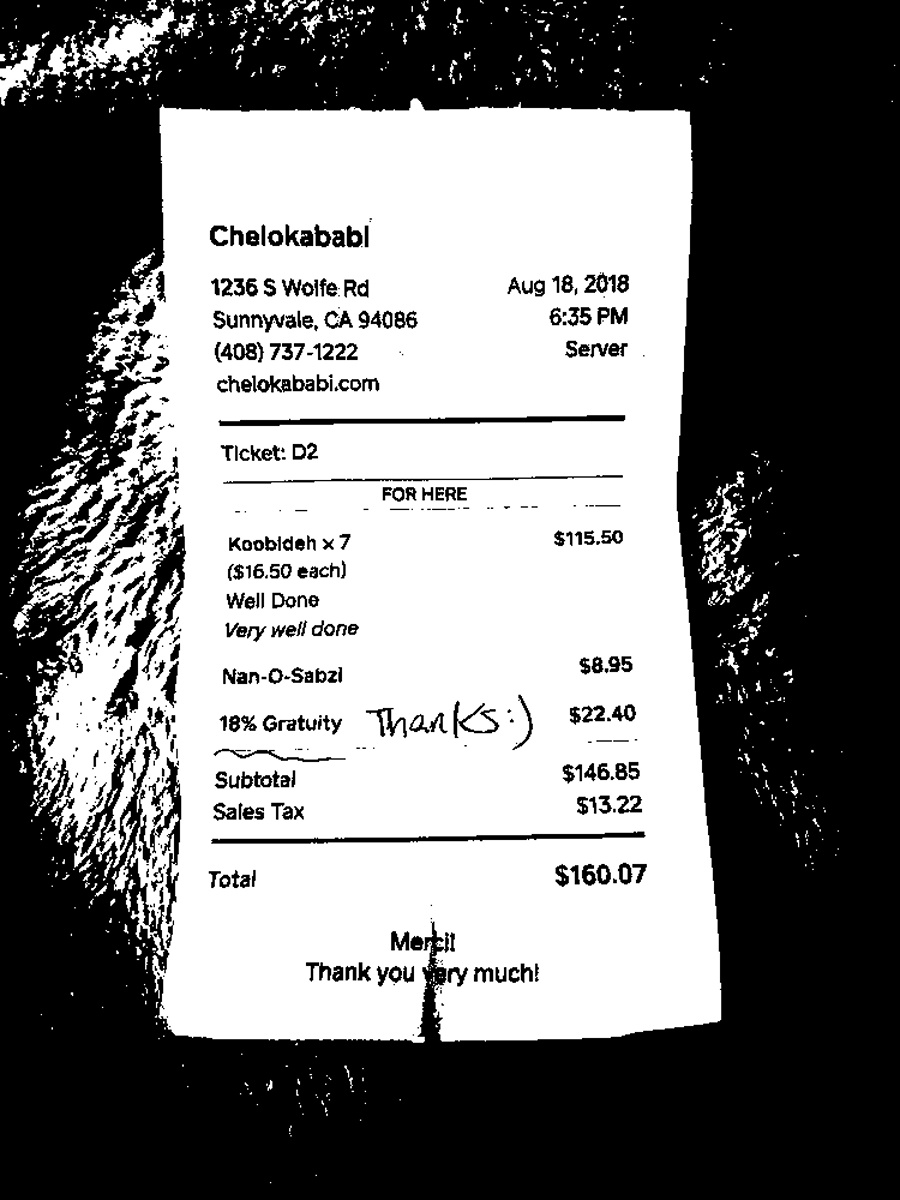 Chelokababi
1236 S Wolfe Rd Aug 18, 2018
Sunnyvale, CA 94086 6:35 PM
(408) 737-1222 Server
chelokababi.com
Ticket: D2
FOR HERE
Koobideh x 7 $115.50
($16.50 each)
Well Done
Very well done
Nan-O-Sabzi $8.95
18% Gratuity Thanks:) $22.40
Subtotal $146.85
Sales Tax $13.22
Total $160.07
Merci!
Thank you very much!